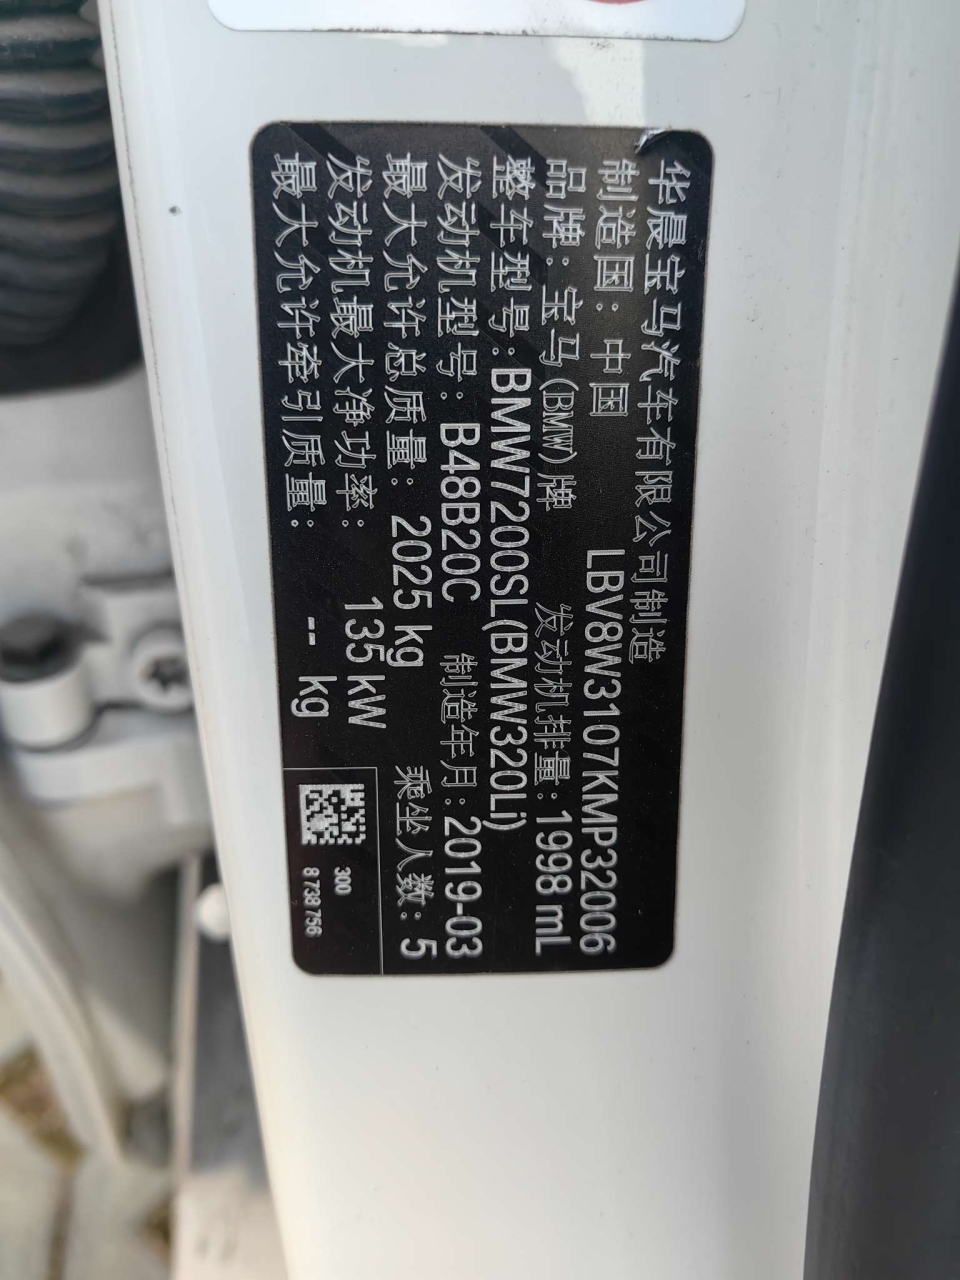 华晨宝马汽车有限公司制造
制造国：中国 LBV8W3107KMP32006
品牌：宝马(BMW)牌 发动机排量：1998 mL
整车型号：BMW7200SL(BMW320Li)
发动机型号：B48B20C 制造年月：2019-03
最大允许总质量：2025 kg 乘坐人数：5
发动机最大净功率：135 kW
最大允许牵引质量：-- kg
300
8 738 756